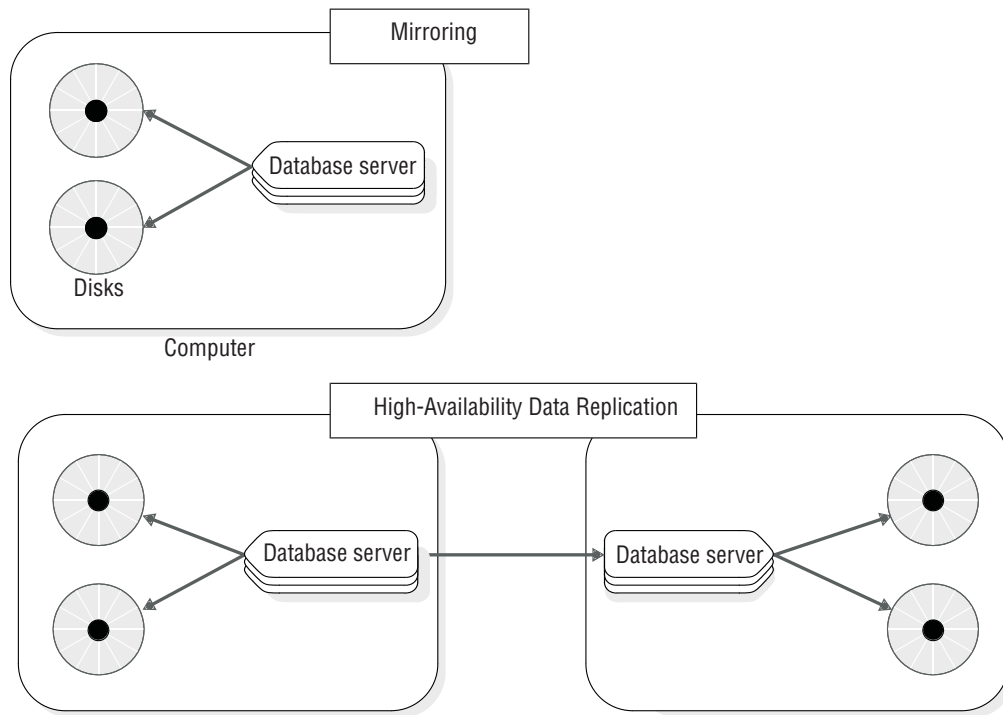 Mirroring
Database server
Disks
Computer
High-Availability Data Replication
Database server
Database server